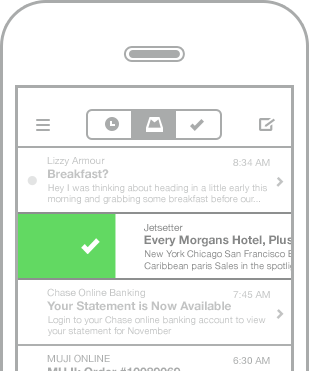 Lizzy Armour 8:34 AM
Breakfast?
Hey I was thinking about heading in a little early this
morning and grabbing some breakfast before our...
Jetsetter
Every Morgans Hotel, Plus
New York Chicago San Francisco
Caribbean paris Sales in the spotli
Chase Online Banking 7:45 AM
Your Statement is Now Available
Login to your Chase online banking account to view
your statement for November
MUJI ONLINE 6:30 AM